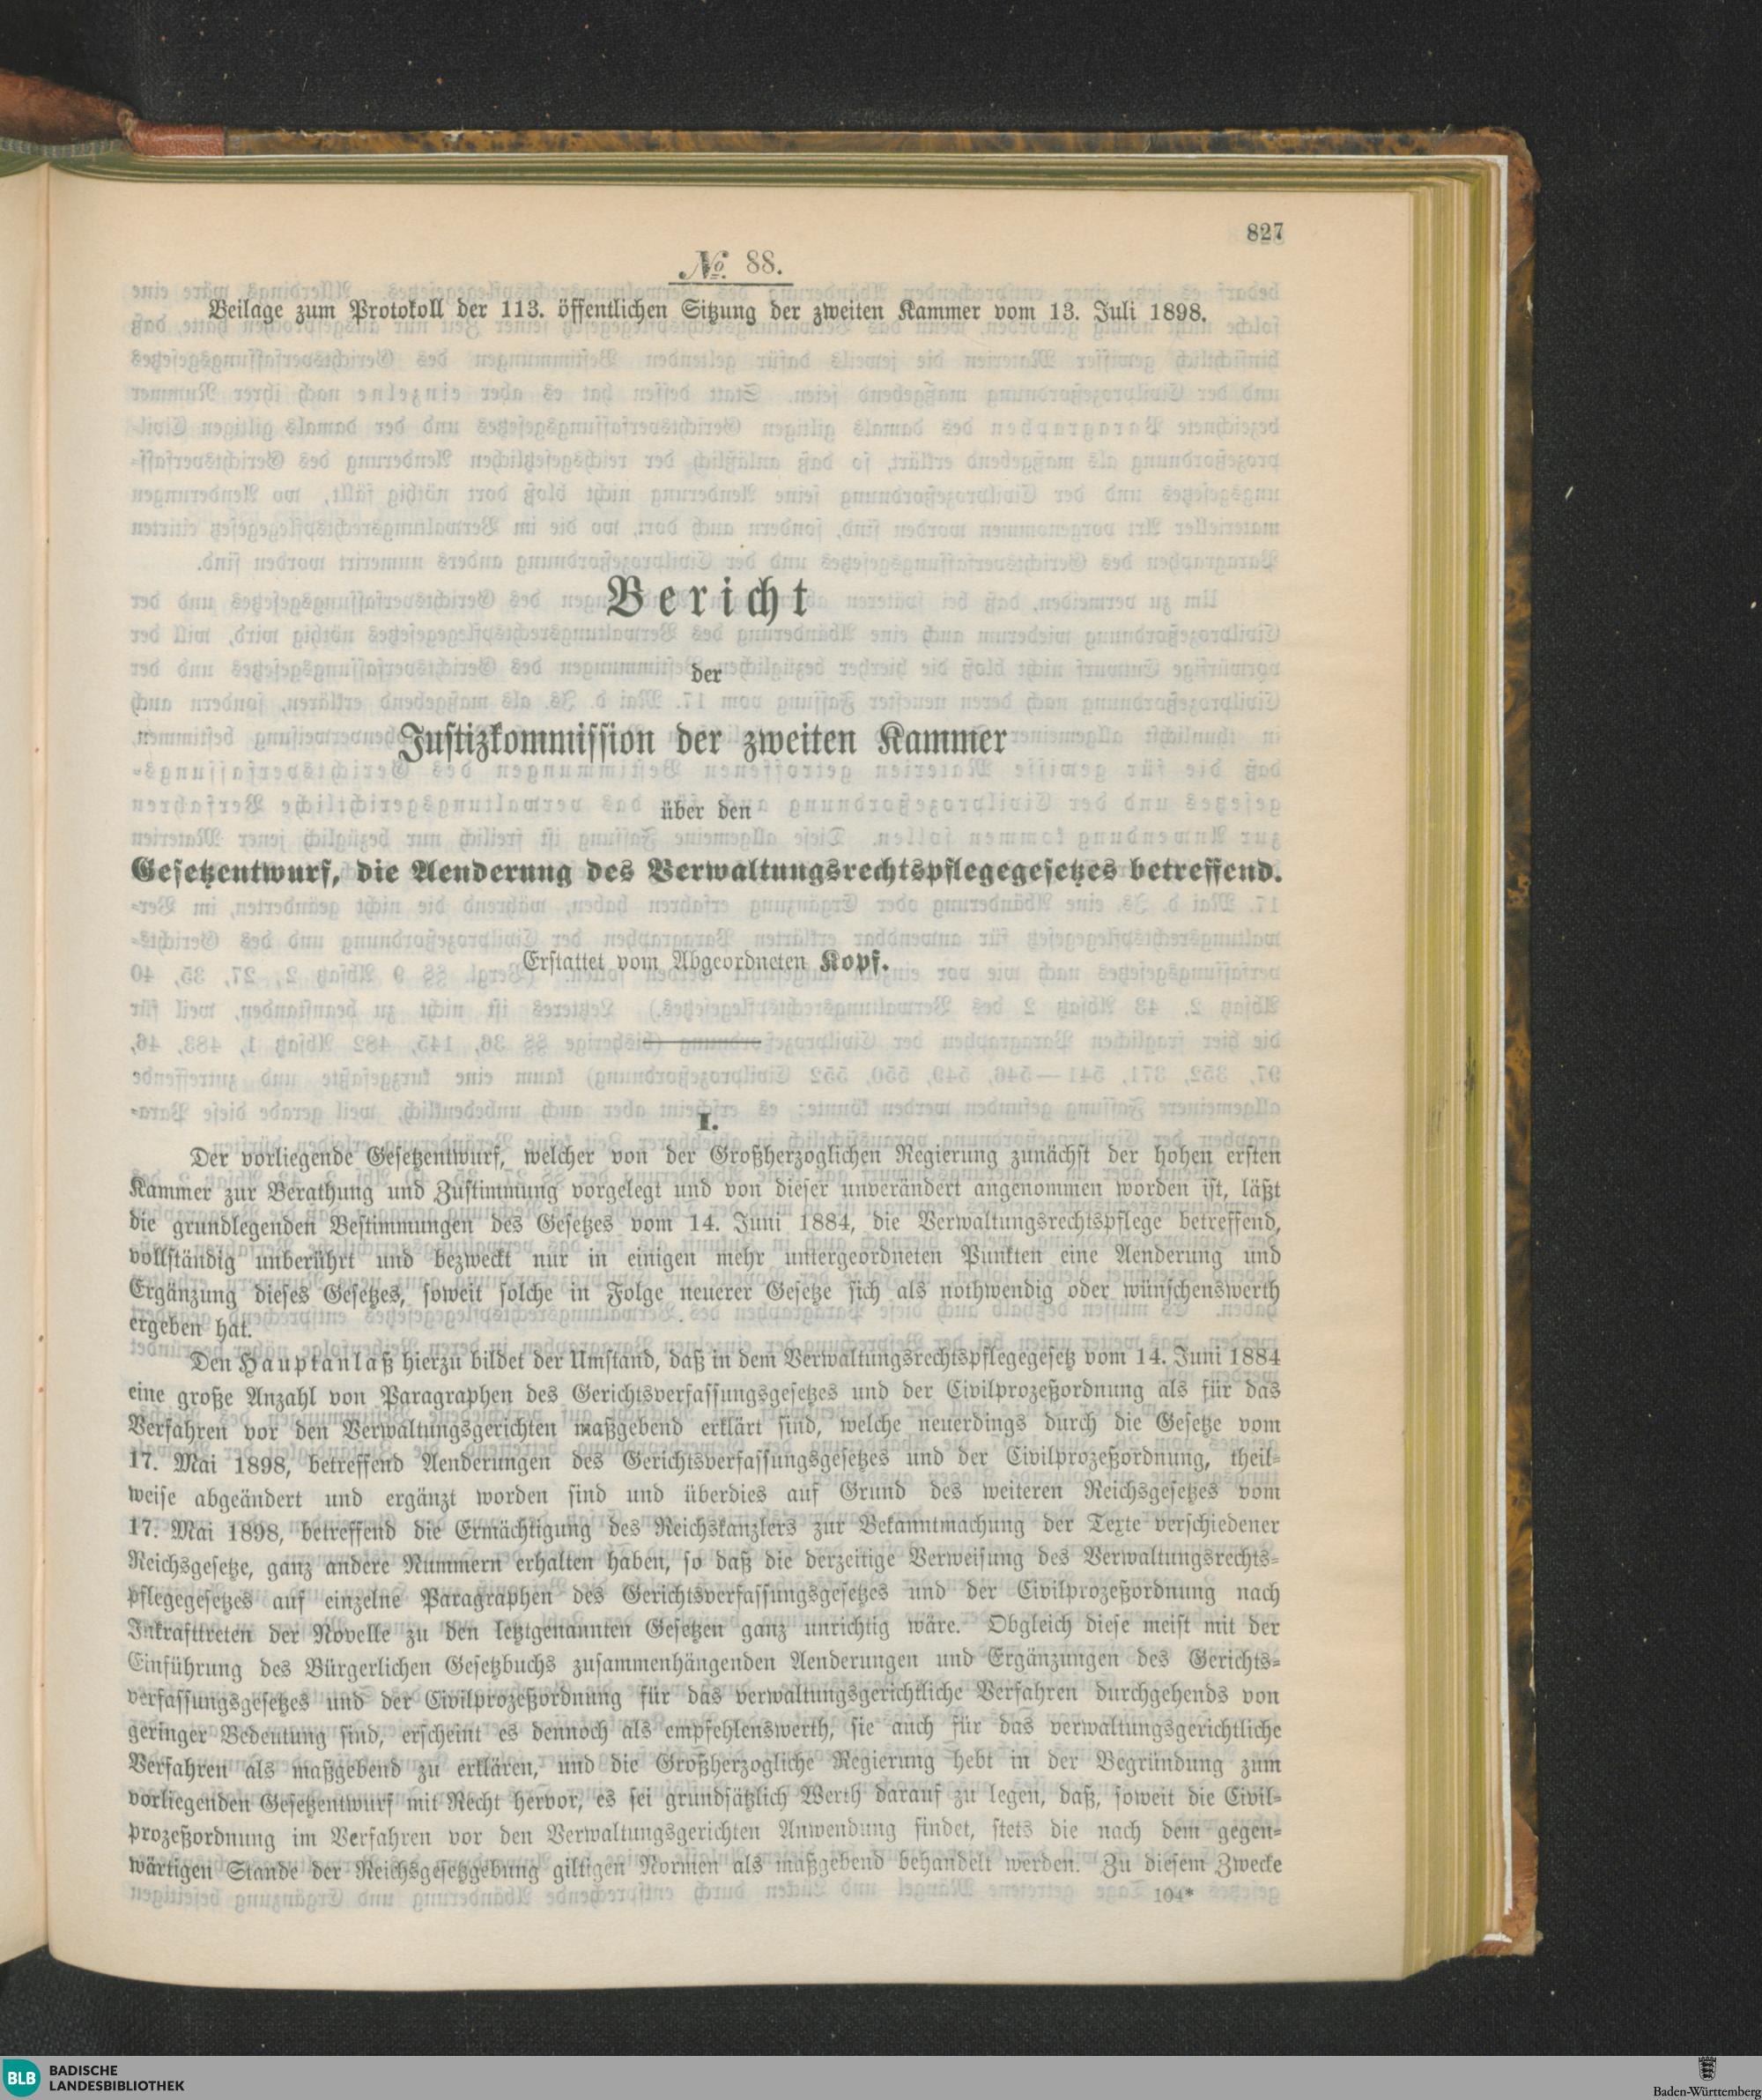 827
No. 88.
Beilage zum Protokoll der 113. öffentlichen Sitzung der zweiten Kammer vom 13. Juli 1898.
Bericht
der
Justizkommission der zweiten Kammer
über den
Gesetzentwurf, die Aenderung des Verwaltungsrechtspflegegesetzes betreffend.
Erstattet vom Abgeordneten Kopf.
I.
Der vorliegende Gesetzentwurf, welcher von der Großherzoglichen Regierung zunächst der hohen ersten
Kammer zur Berathung und Zustimmung vorgelegt und von dieser unverändert angenommen worden ist, läßt
die grundlegenden Bestimmungen des Gesetzes vom 14. Juni 1884, die Verwaltungsrechtspflege betreffend,
vollständig unberührt und bezweckt nur in einigen mehr untergeordneten Punkten eine Aenderung und
Ergänzung dieses Gesetzes, soweit solche in Folge neuerer Gesetze sich als nothwendig oder wünschenswerth
ergeben hat.
Den Hauptanlaß hierzu bildet der Umstand, daß in dem Verwaltungsrechtspflegegesetz vom 14. Juni 1884
eine große Anzahl von Paragraphen des Gerichtsverfassungsgesetzes und der Civilprozeßordnung als für das
Verfahren vor den Verwaltungsgerichten maßgebend erklärt sind, welche neuerdings durch die Gesetze vom
17. Mai 1898, betreffend Aenderungen des Gerichtsverfassungsgesetzes und der Civilprozeßordnung, theil-
weise abgeändert und ergänzt worden sind und überdies auf Grund des weiteren Reichsgesetzes vom
17. Mai 1898, betreffend die Ermächtigung des Reichskanzlers zur Bekanntmachung der Texte verschiedener
Reichsgesetze, ganz andere Nummern erhalten haben, so daß die derzeitige Verweisung des Verwaltungsrechts-
pflegegesetzes auf einzelne Paragraphen des Gerichtsverfassungsgesetzes und der Civilprozeßordnung nach
Inkrafttreten der Novelle zu den letztgenannten Gesetzen ganz unrichtig wäre. Obgleich diese meist mit der
Einführung des Bürgerlichen Gesetzbuchs zusammenhängenden Aenderungen und Ergänzungen des Gerichts-
verfassungsgesetzes und der Civilprozeßordnung für das verwaltungsgerichtliche Verfahren durchgehends von
geringer Bedeutung sind, erscheint es dennoch als empfehlenswerth, sie auch für das verwaltungsgerichtliche
Verfahren als maßgebend zu erklären, und die Großherzogliche Regierung hebt in der Begründung zum
vorliegenden Gesetzentwurf mit Recht hervor, es sei grundsätzlich Werth darauf zu legen, daß, soweit die Civil-
prozeßordnung im Verfahren vor den Verwaltungsgerichten Anwendung findet, stets die nach dem gegen-
wärtigen Stande der Reichsgesetzgebung giltigen Normen als maßgebend behandelt werden. Zu diesem Zwecke
104*
BLB BADISCHE
LANDESBIBLIOTHEK
Baden-Württemberg